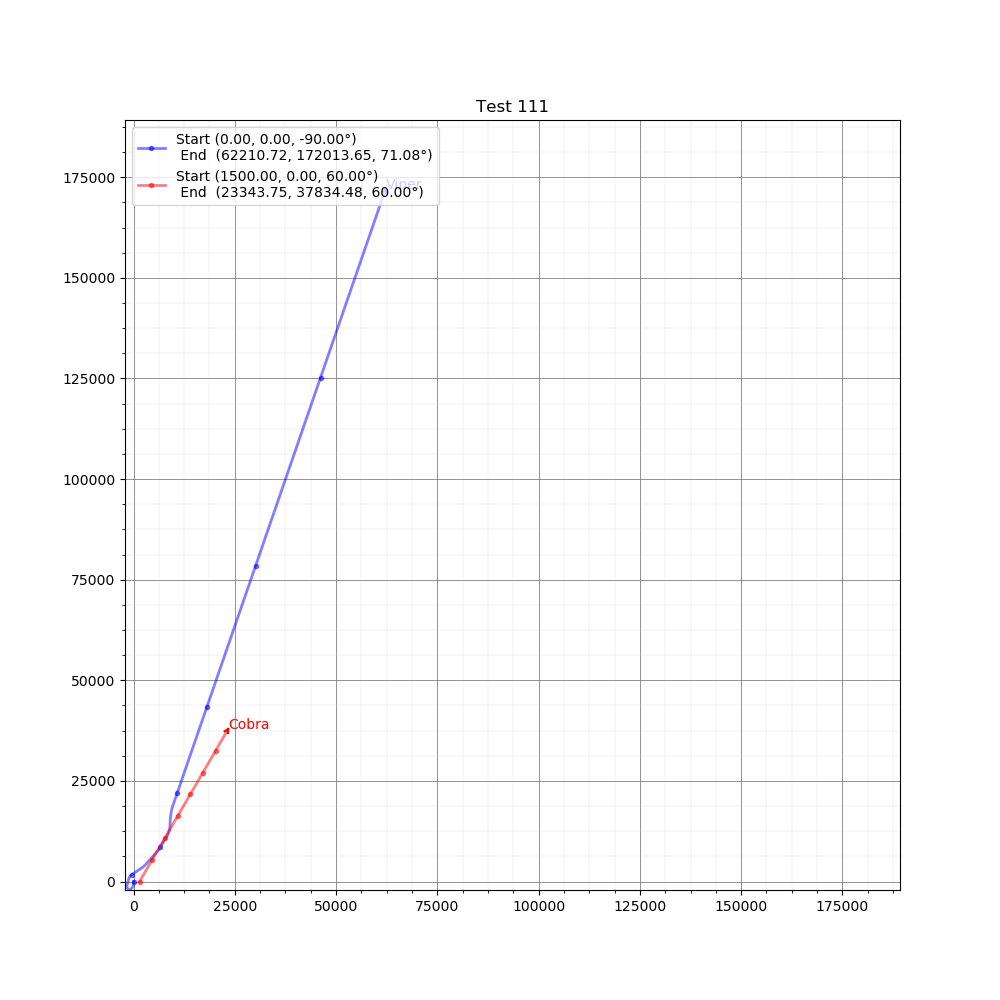 Test 111
Start (0.00, 0.00, -90.00°)
End (62210.72, 172013.65, 71.08°)
Start (1500.00, 0.00, 60.00°)
End (23343.75, 37834.48, 60.00°)
Viper
Cobra
175000
150000
125000
100000
75000
50000
25000
0
0 25000 50000 75000 100000 125000 150000 175000